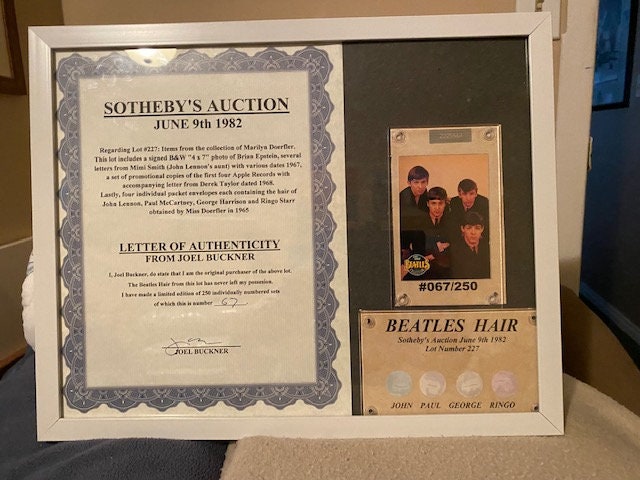 SOTHEBY'S AUCTION
JUNE 9th 1982
Regarding Lot #227: Items from the collection of Marilyn Doerfler.
This lot includes a signed B&W "4 x 7" photo of Brian Epstein, several
letters from Mimi Smith (John Lennon's aunt) with various dates 1967,
a set of promotional copies of the first four Apple Records with
accompanying letter from Derek Taylor dated 1968.
Lastly, four individual packet envelopes each containing the hair of
John Lennon, Paul McCartney, George Harrison and Ringo Starr
obtained by Miss Doerfler in 1965
LETTER OF AUTHENTICITY
FROM JOEL BUCKNER
I, Joel Buckner, do state that I am the original purchaser of the above lot.
The Beatles Hair from this lot has never left my possesion.
I have made a limited edition of 250 individually numbered sets
of which this is number 67
JOEL BUCKNER
BEATLES
#067/250
BEATLES HAIR
Sotheby's Auction June 9th 1982
Lot Number 227
JOHN PAUL GEORGE RINGO